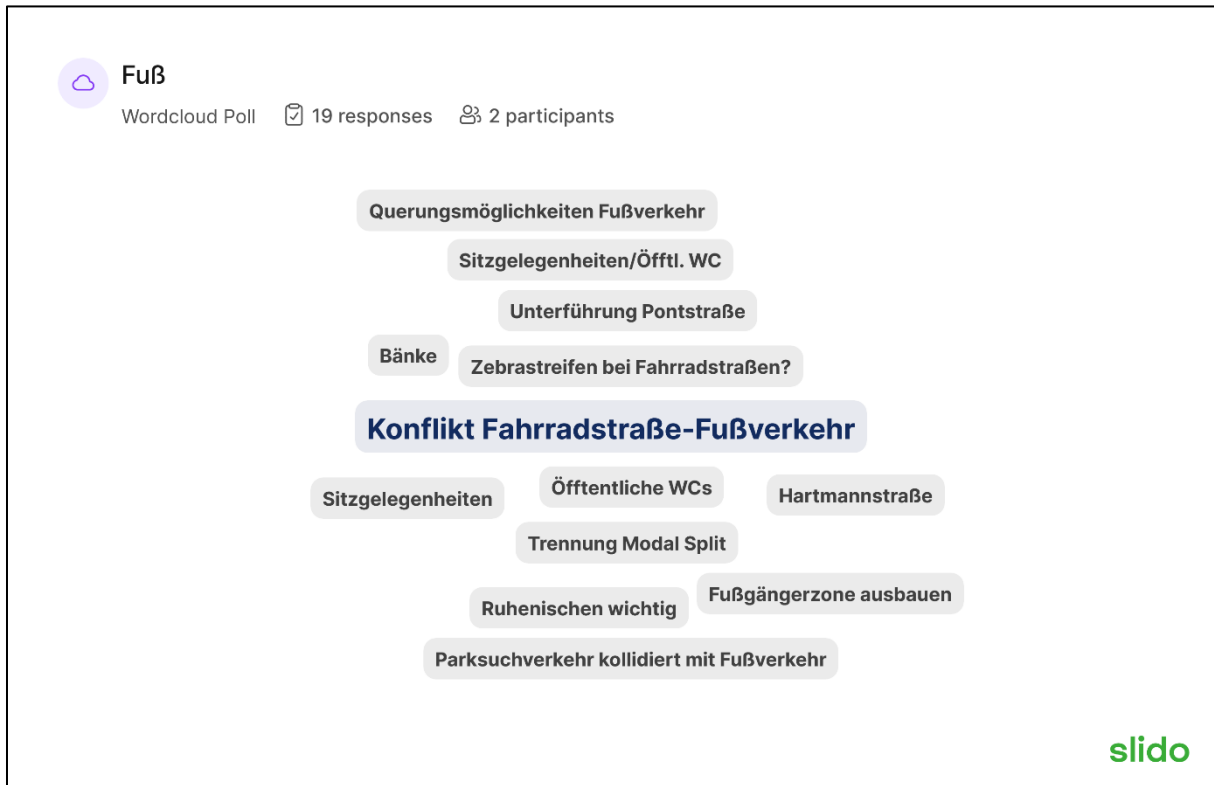 Fuß
Wordcloud Poll 19 responses 2 participants
Querungsmöglichkeiten Fußverkehr
Sitzgelegenheiten/Öfftl. WC
Unterführung Pontstraße
Bänke
Zebrastreifen bei Fahrradstraßen?
Konflikt Fahrradstraße-Fußverkehr
Sitzgelegenheiten
Öfftentliche WCs
Hartmannstraße
Trennung Modal Split
Ruhenischen wichtig
Fußgängerzone ausbauen
Parksuchverkehr kollidiert mit Fußverkehr
slido